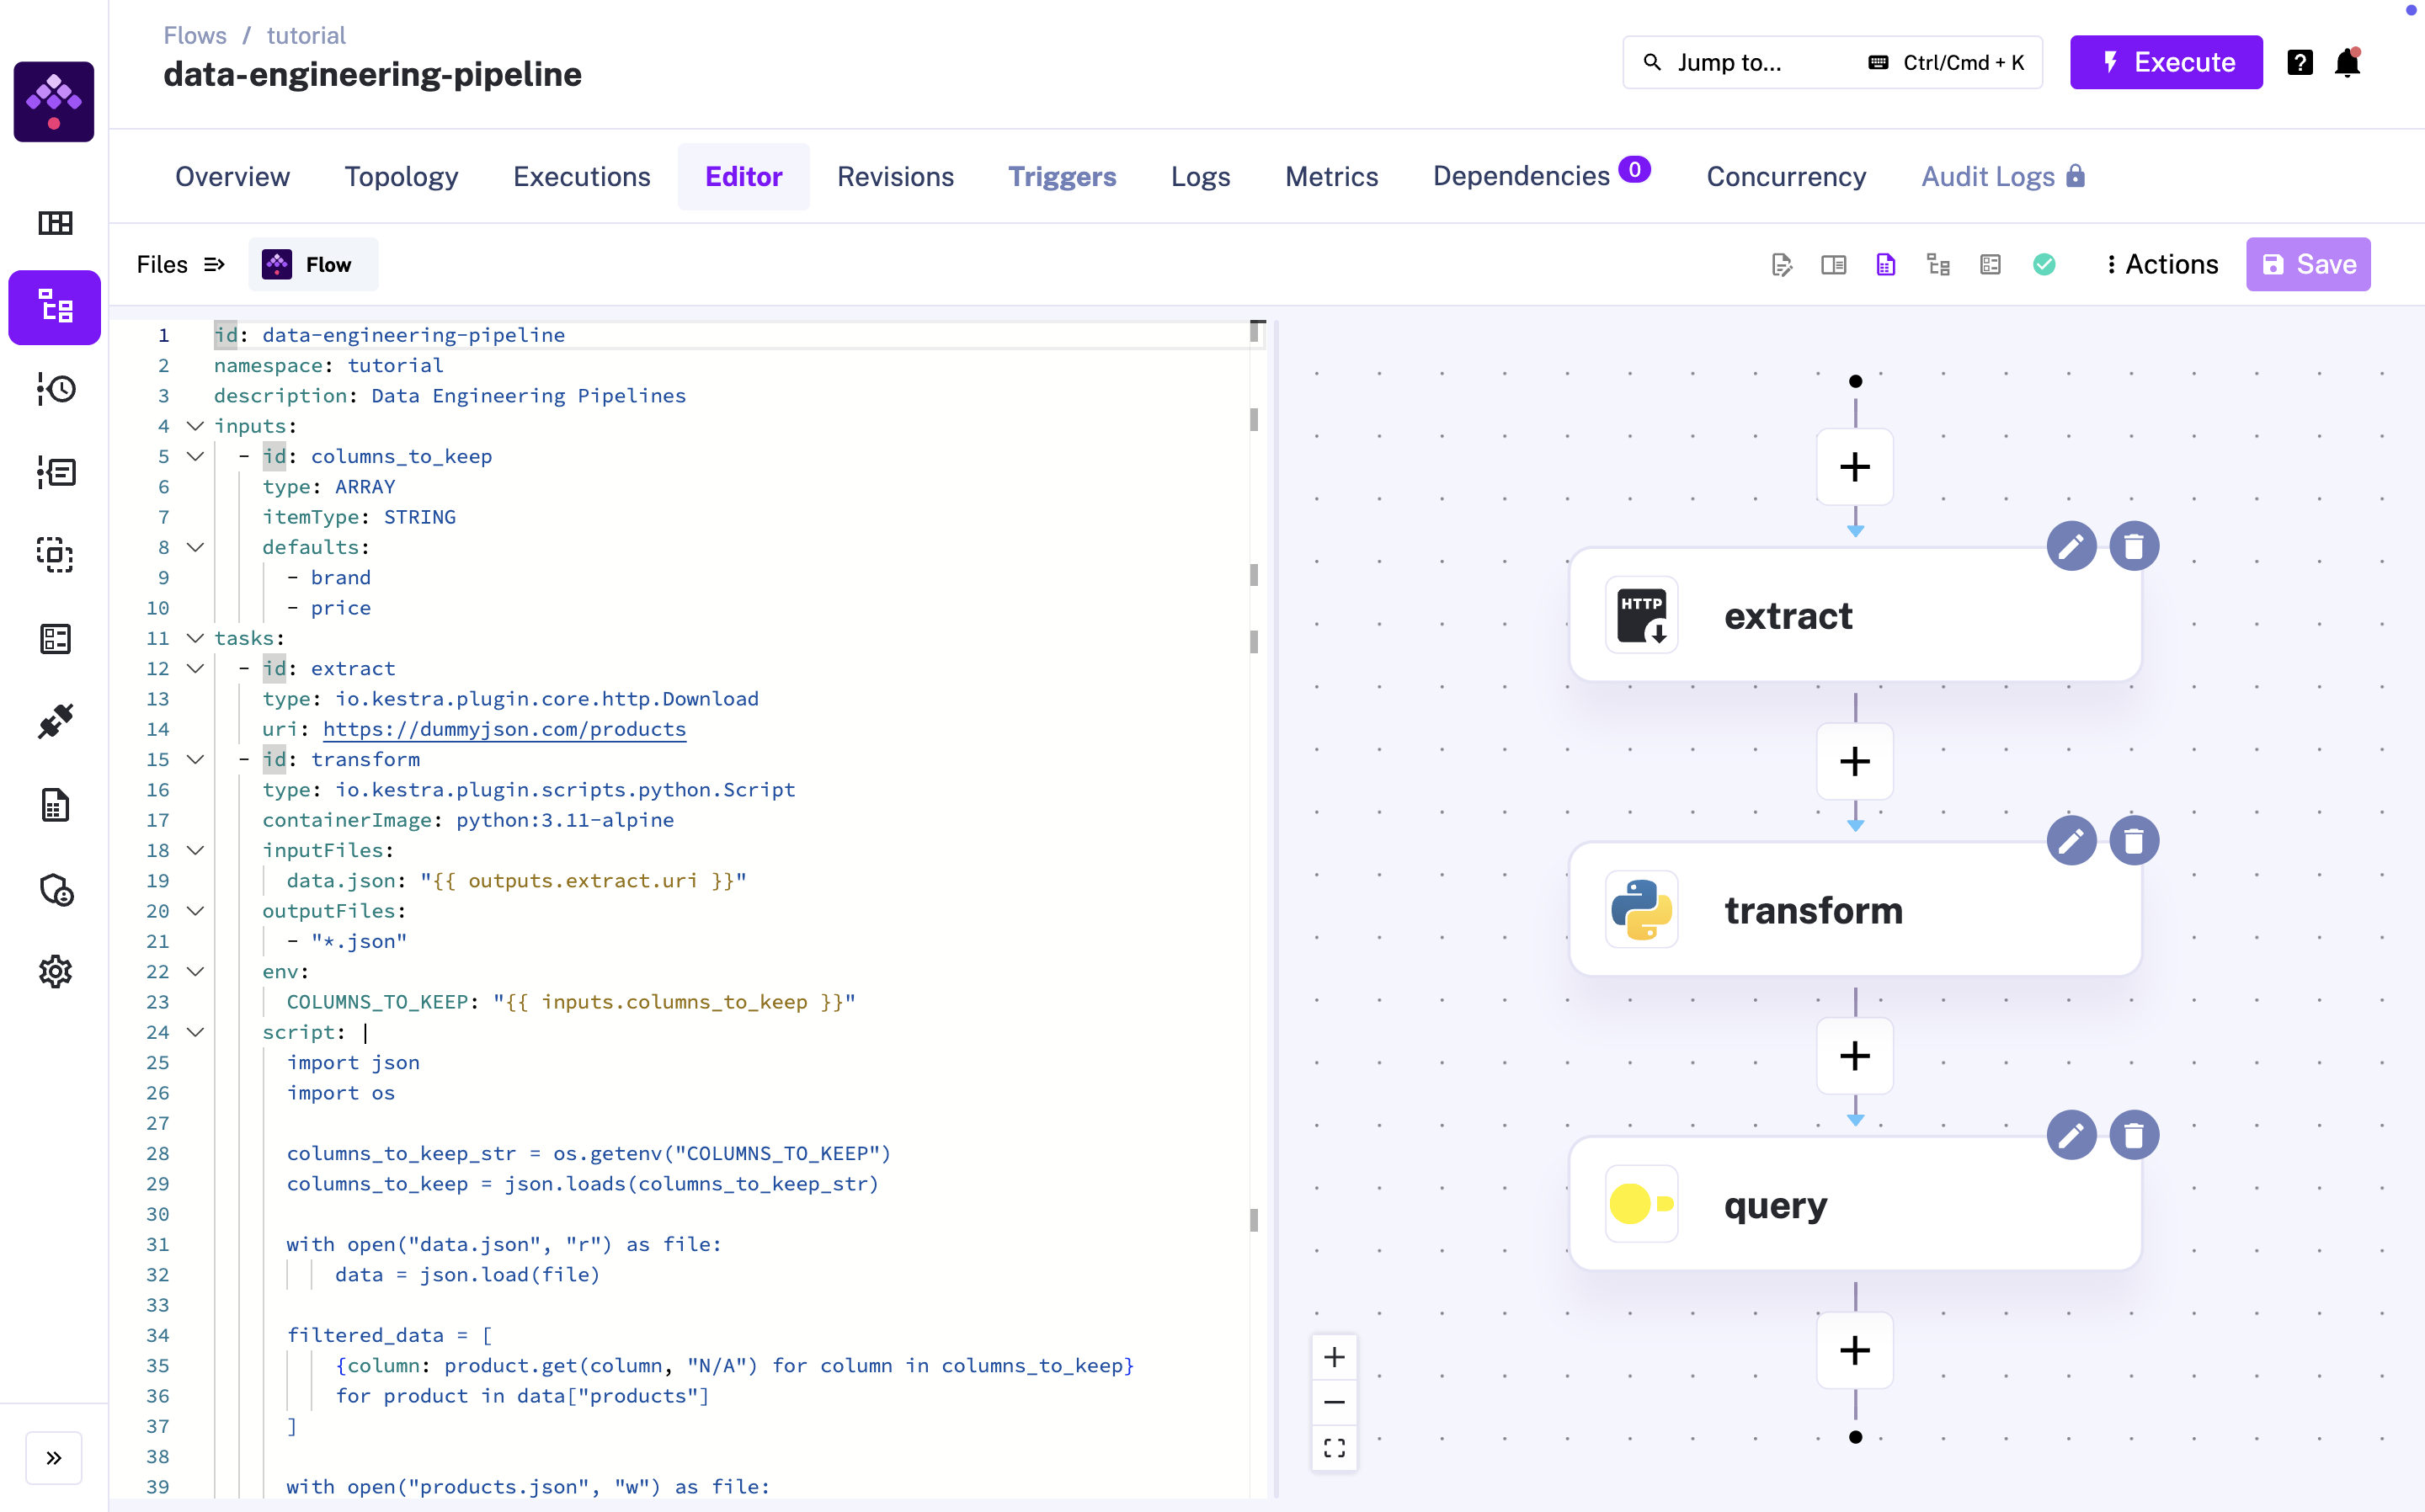 Flows / tutorial
data-engineering-pipeline
Jump to... Ctrl/Cmd + K
Execute
?
Overview Topology Executions Editor Revisions Triggers Logs Metrics Dependencies 0 Concurrency Audit Logs
Files Flow Actions Save
1 id: data-engineering-pipeline
2 namespace: tutorial
3 description: Data Engineering Pipelines
4 inputs:
5 - id: columns_to_keep
6 type: ARRAY
7 itemType: STRING
8 defaults:
9 - brand
10 - price
11 tasks:
12 - id: extract
13 type: io.kestra.plugin.core.http.Download
14 uri: https://dummyjson.com/products
15 - id: transform
16 type: io.kestra.plugin.scripts.python.Script
17 containerImage: python:3.11-alpine
18 inputFiles:
19 data.json: "{{ outputs.extract.uri }}"
20 outputFiles:
21 - "*.json"
22 env:
23 COLUMNS_TO_KEEP: "{{ inputs.columns_to_keep }}"
24 script: |
25 import json
26 import os
27
28 columns_to_keep_str = os.getenv("COLUMNS_TO_KEEP")
29 columns_to_keep = json.loads(columns_to_keep_str)
30
31 with open("data.json", "r") as file:
32 data = json.load(file)
33
34 filtered_data = [
35 {column: product.get(column, "N/A") for column in columns_to_keep}
36 for product in data["products"]
37 ]
38
39 with open("products.json", "w") as file:
HTTP
extract
transform
query